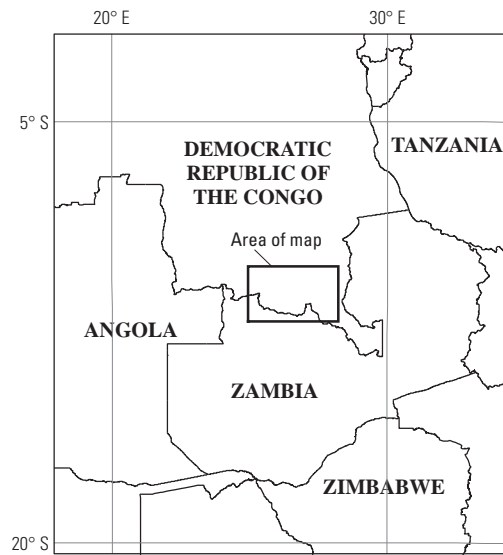 20° E
30° E
5° S
DEMOCRATIC
REPUBLIC OF
THE CONGO
TANZANIA
Area of map
ANGOLA
ZAMBIA
ZIMBABWE
20° S